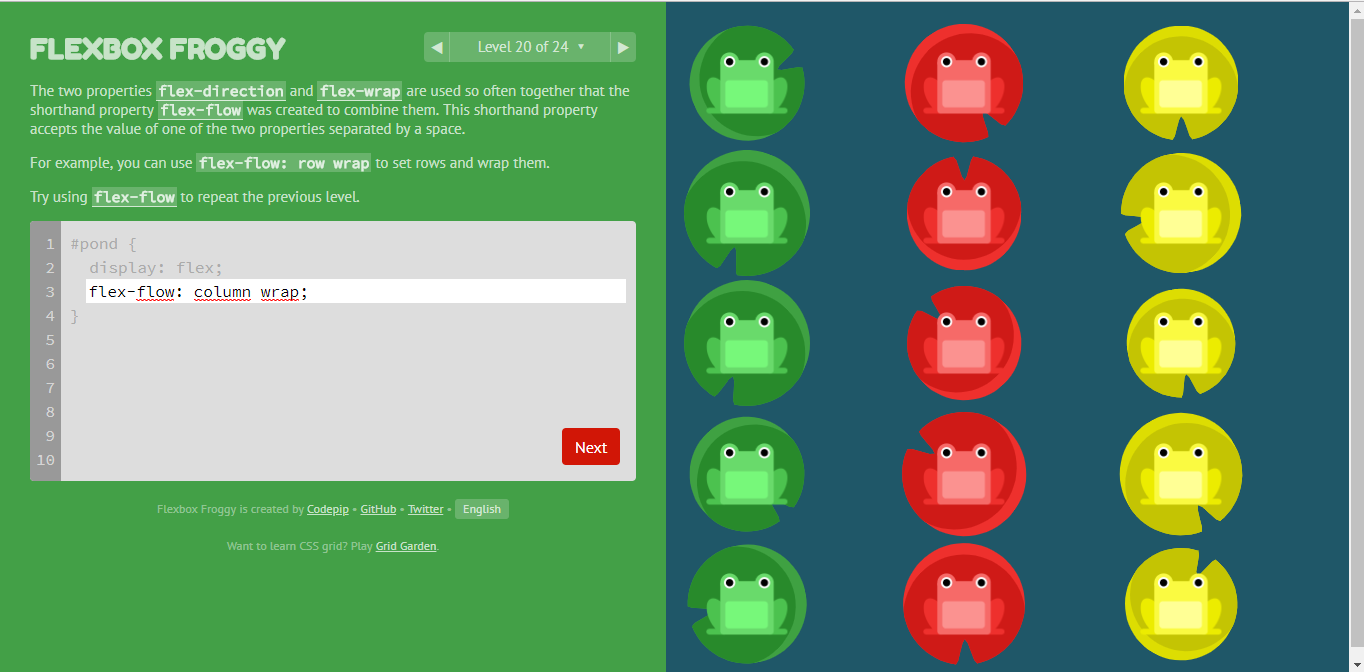 FLEXBOX FROGGY
◀ Level 20 of 24 ▼ ▶
The two properties flex-direction and flex-wrap are used so often together that the
shorthand property flex-flow was created to combine them. This shorthand property
accepts the value of one of the two properties separated by a space.
For example, you can use flex-flow: row wrap to set rows and wrap them.
Try using flex-flow to repeat the previous level.
1 #pond {
2 display: flex;
3 flex-flow: column wrap;
4 }
5
6
7
8
9
10
Next
Flexbox Froggy is created by Codepip • GitHub • Twitter • English
Want to learn CSS grid? Play Grid Garden.